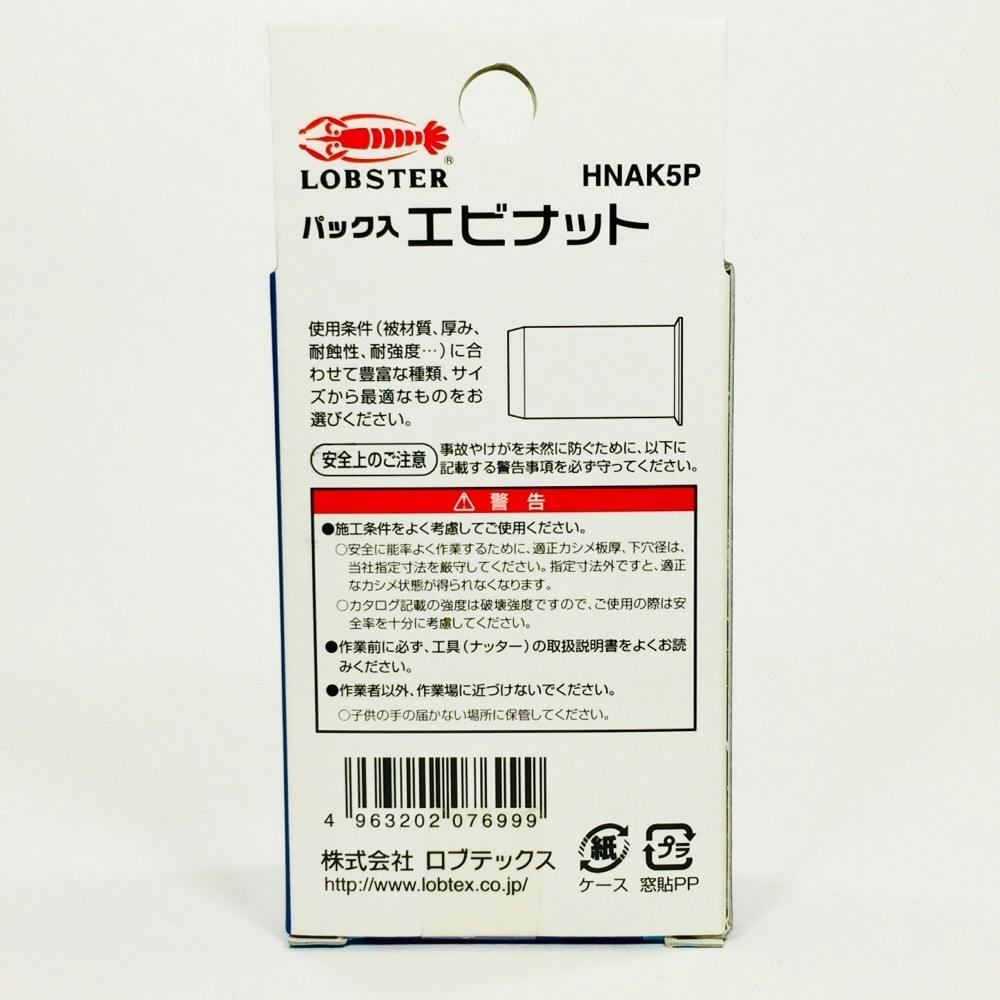 LOBSTER®
HNAK5P
パック入 エビナット
使用条件(被材質、厚み、
耐蝕性、耐強度…)に合
わせて豊富な種類、サイ
ズから最適なものをお
選びください。
安全上のご注意
事故やけがを未然に防ぐために、以下に
記載する警告事項を必ず守ってください。
⚠ 警告
●施工条件をよく考慮してご使用ください。
○安全に能率よく作業するために、適正カシメ板厚、下穴径は、
当社指定寸法を厳守してください。指定寸法外ですと、適正
なカシメ状態が得られなくなります。
○カタログ記載の強度は破壊強度ですので、ご使用の際は安
全率を十分に考慮してください。
●作業前に必ず、工具(ナッター)の取扱説明書をよくお読
みください。
●作業者以外、作業場に近づけないでください。
○子供の手の届かない場所に保管してください。
4 963202 076999
株式会社 ロブテックス
http://www.lobtex.co.jp/
紙
ケース
プラ
窓貼PP